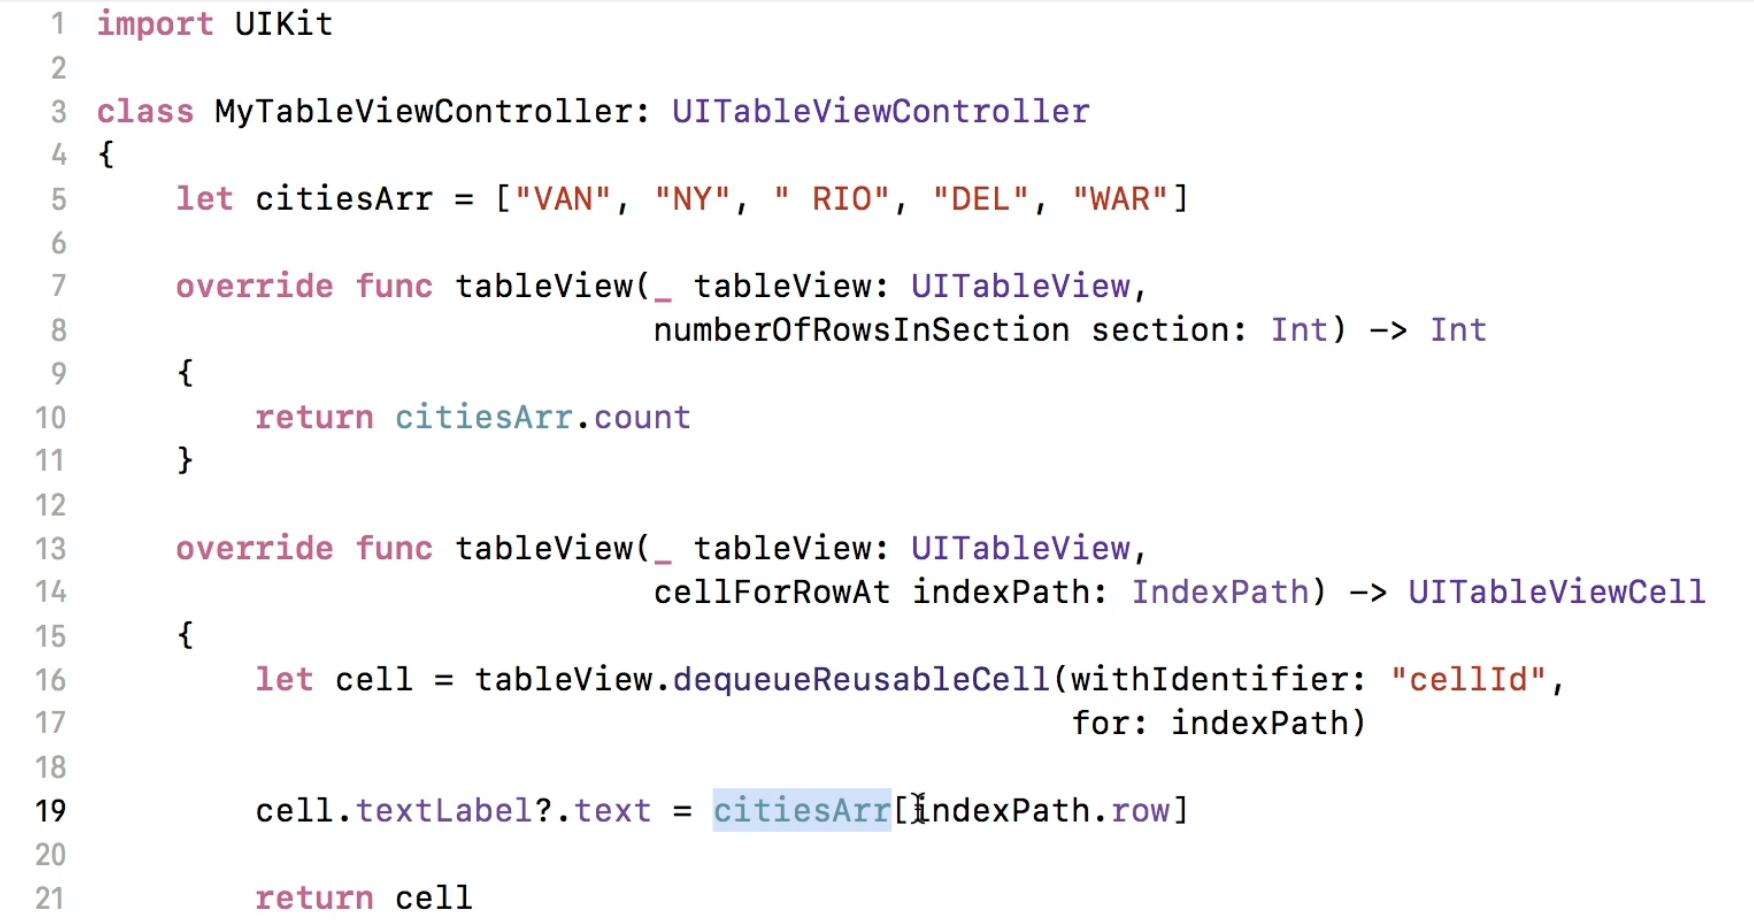 1 import UIKit
2
3 class MyTableViewController: UITableViewController
4 {
5     let citiesArr = ["VAN", "NY", " RIO", "DEL", "WAR"]
6
7     override func tableView(_ tableView: UITableView,
8                             numberOfRowsInSection section: Int) -> Int
9     {
10         return citiesArr.count
11     }
12
13     override func tableView(_ tableView: UITableView,
14                             cellForRowAt indexPath: IndexPath) -> UITableViewCell
15     {
16         let cell = tableView.dequeueReusableCell(withIdentifier: "cellId",
17                                                  for: indexPath)
18
19         cell.textLabel?.text = citiesArr[indexPath.row]
20
21         return cell